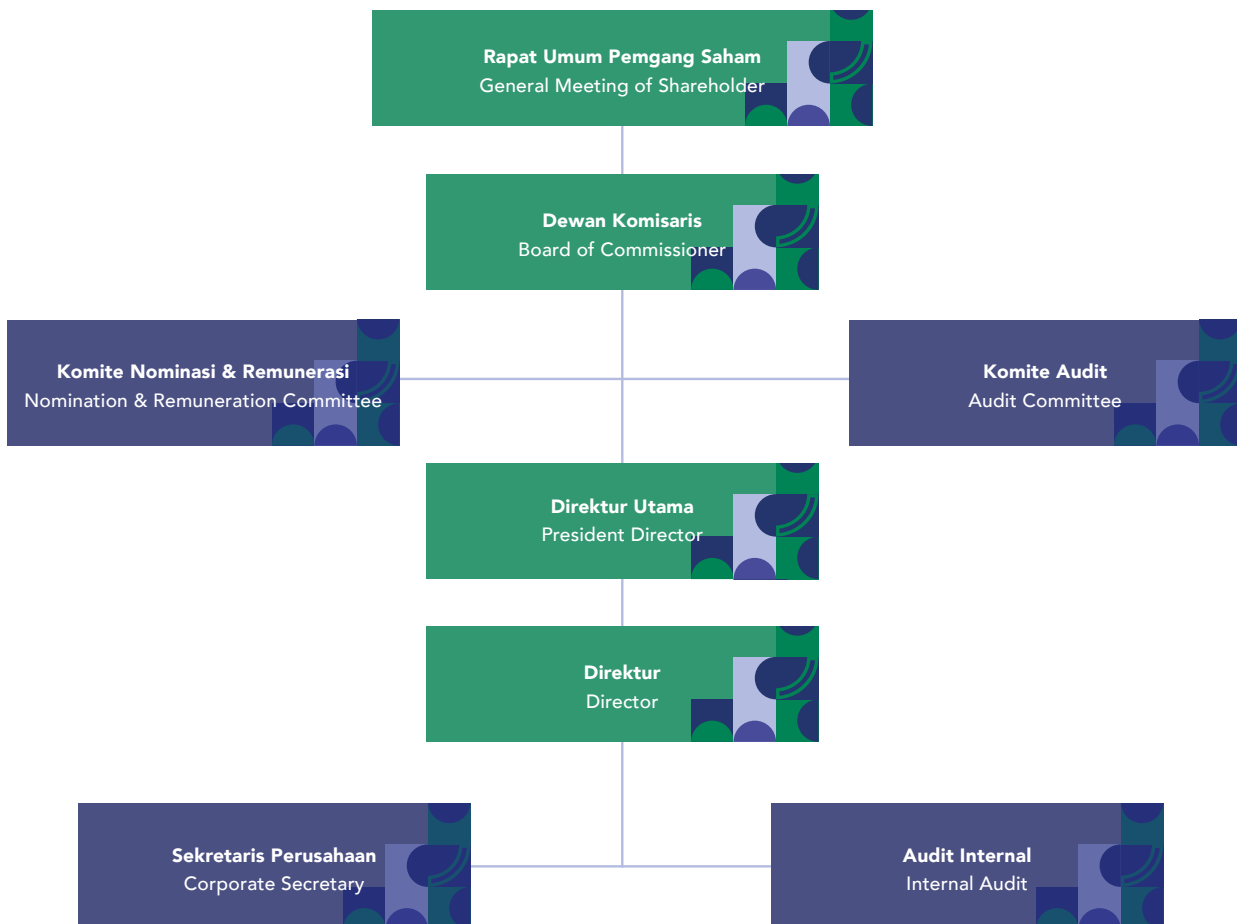 Rapat Umum Pemgang Saham
General Meeting of Shareholder
Dewan Komisaris
Board of Commissioner
Komite Nominasi & Remunerasi
Nomination & Remuneration Committee
Komite Audit
Audit Committee
Direktur Utama
President Director
Direktur
Director
Sekretaris Perusahaan
Corporate Secretary
Audit Internal
Internal Audit